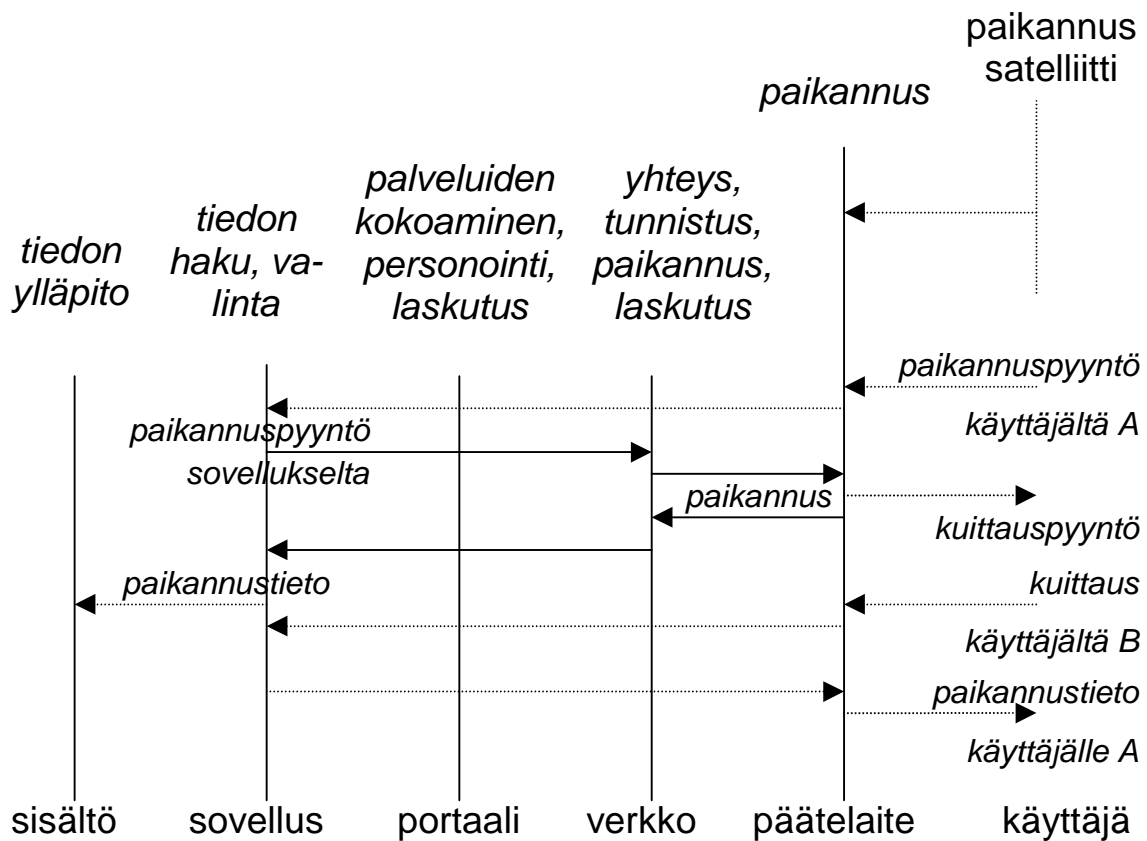 paikannus
satelliitti
paikannus
palveluiden
kokoaminen,
personointi,
laskutus
yhteys,
tunnistus,
paikannus,
laskutus
tiedon
haku, va-
linta
tiedon
ylläpito
paikannuspyyntö
käyttäjältä A
paikannuspyyntö
sovellukselta
paikannus
kuittauspyyntö
paikannustieto
kuittaus
käyttäjältä B
paikannustieto
käyttäjälle A
sisältö
sovellus
portaali
verkko
päätelaite
käyttäjä